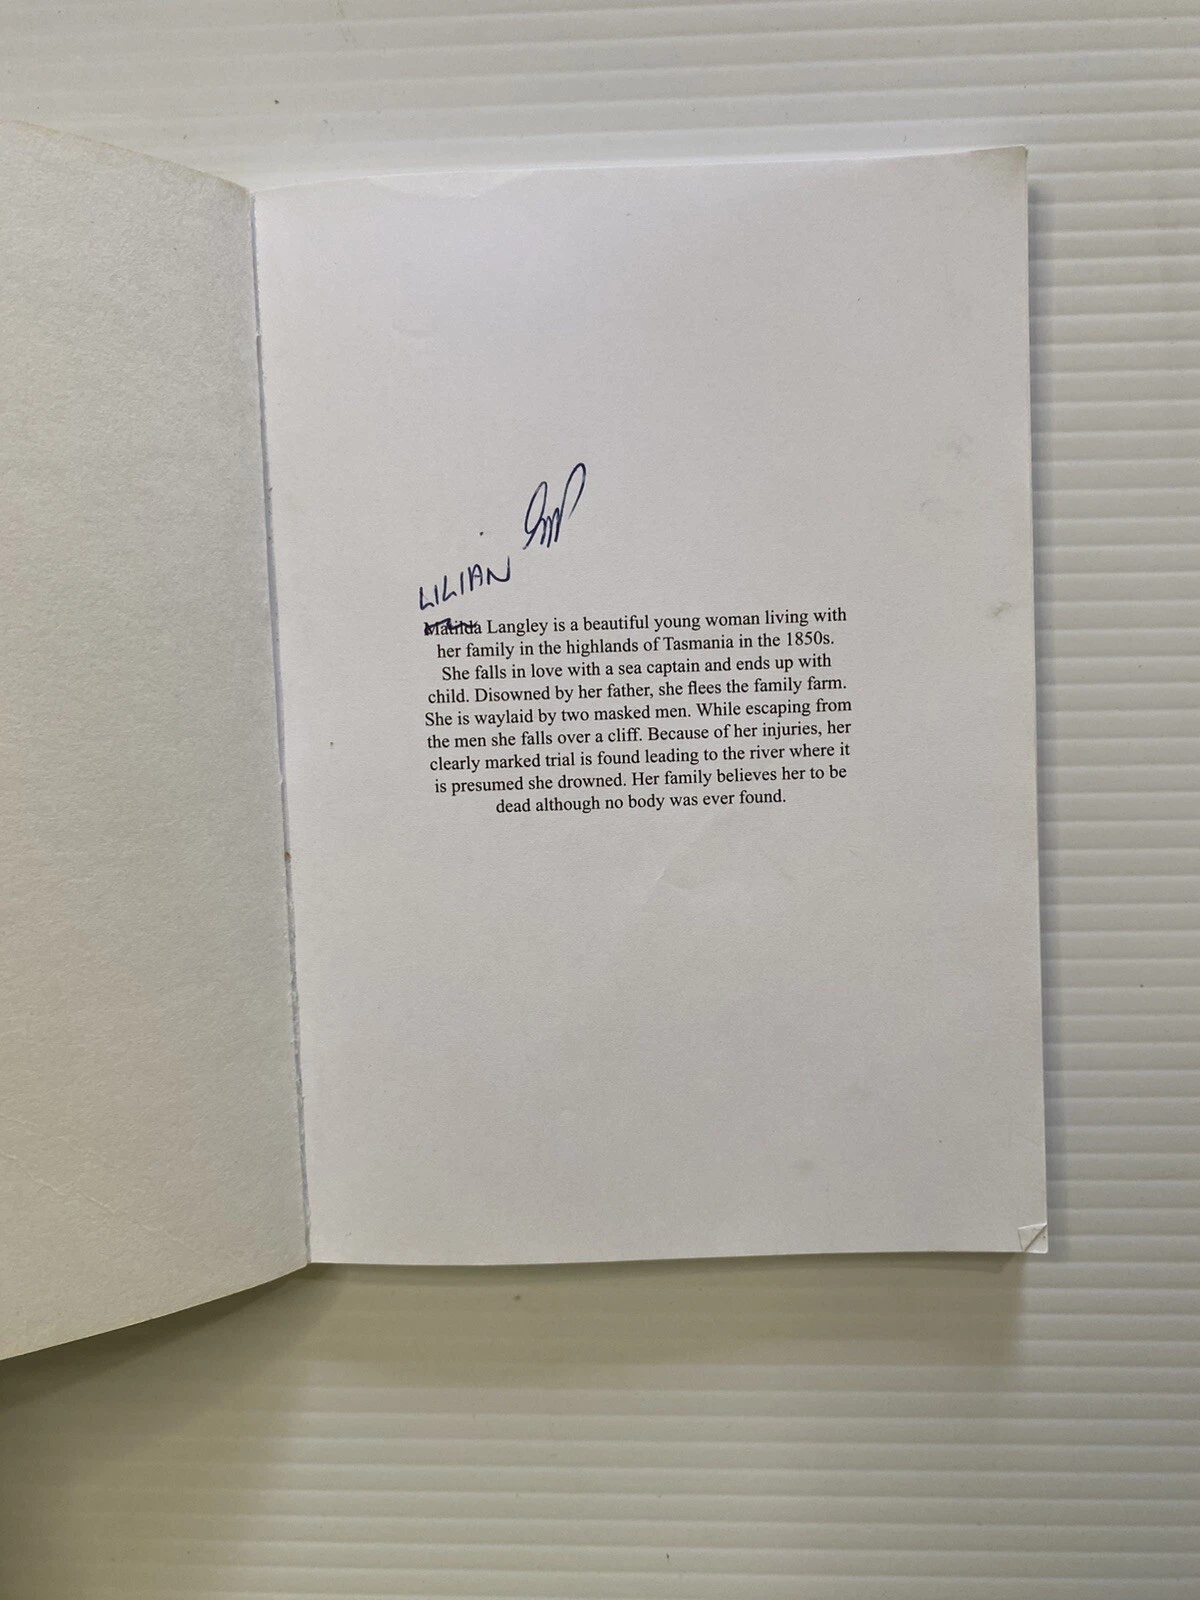 LILIAN
Matilda Langley is a beautiful young woman living with
her family in the highlands of Tasmania in the 1850s.
She falls in love with a sea captain and ends up with
child. Disowned by her father, she flees the family farm.
She is waylaid by two masked men. While escaping from
the men she falls over a cliff. Because of her injuries, her
clearly marked trial is found leading to the river where it
is presumed she drowned. Her family believes her to be
dead although no body was ever found.